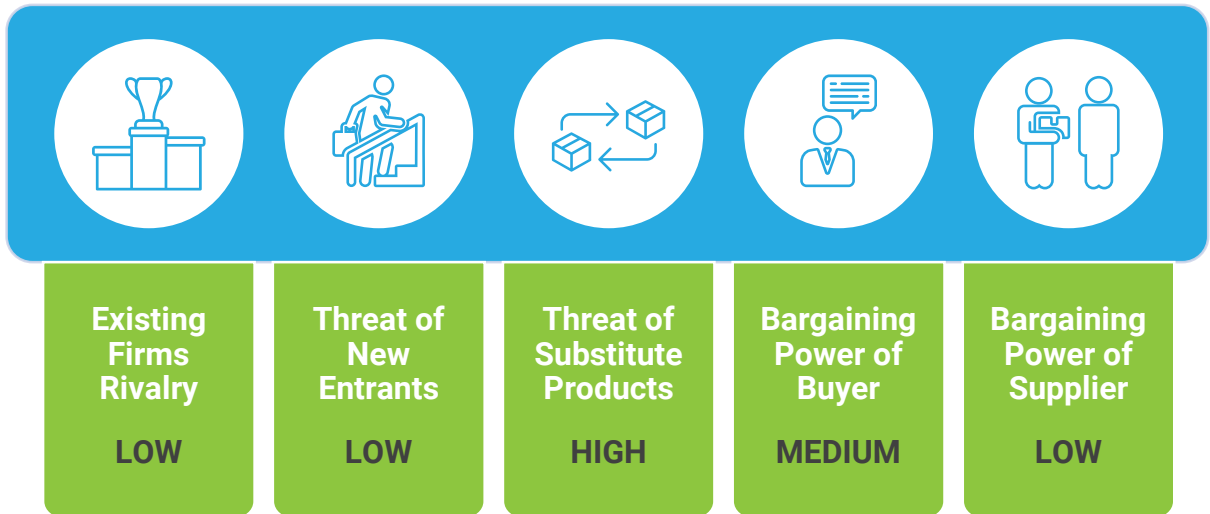 Existing
Firms
Rivalry
LOW
Threat of
New
Entrants
LOW
Threat of
Substitute
Products
HIGH
Bargaining
Power of
Buyer
MEDIUM
Bargaining
Power of
Supplier
LOW